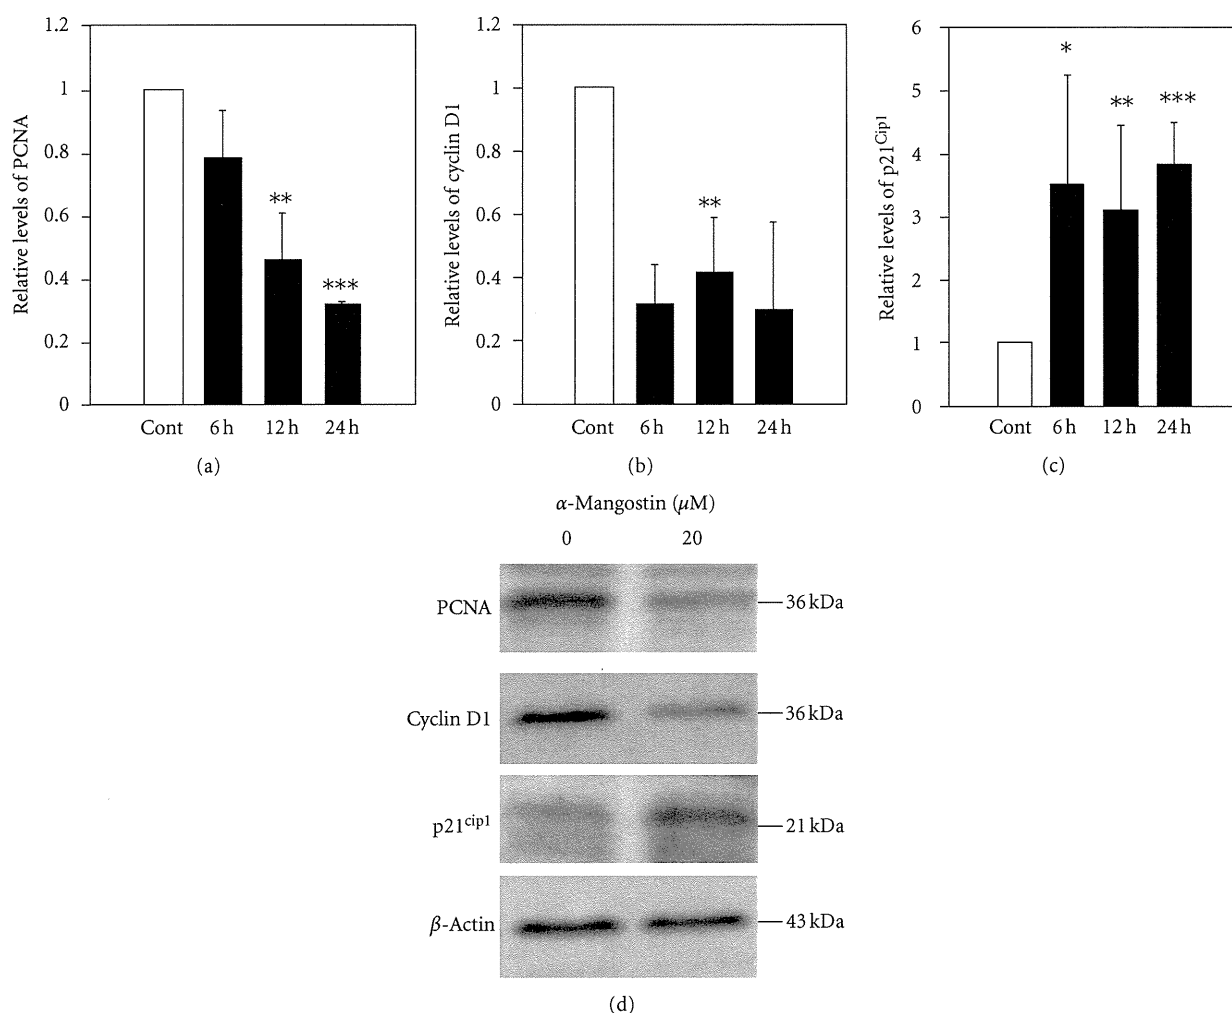 1.2
1
0.8
0.6
0.4
0.2
0
Relative levels of PCNA
**
***
Cont 6 h 12 h 24 h
(a)
1.2
1
0.8
0.6
0.4
0.2
0
Relative levels of cyclin D1
**
Cont 6 h 12 h 24 h
(b)
6
5
4
3
2
1
0
Relative levels of p21Cip1
*
**
***
Cont 6 h 12 h 24 h
(c)
α-Mangostin (μM)
0 20
PCNA 36 kDa
Cyclin D1 36 kDa
p21cip1 21 kDa
β-Actin 43 kDa
(d)